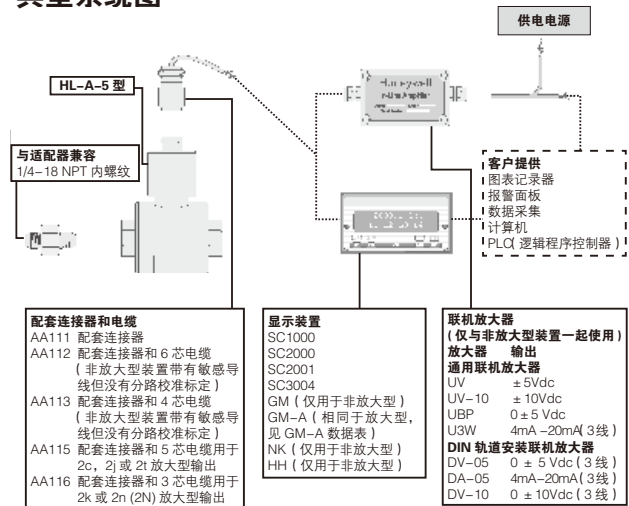 典型系统图
供电电源
HL-A-5 型
Honeywell
In-Line Amplifier
与适配器兼容
1/4-18 NPT 内螺纹
客户提供
图表记录器
报警面板
数据采集
计算机
PLC( 逻辑程序控制器 )
配套连接器和电缆
AA111 配套连接器
AA112 配套连接器和 6 芯电缆
( 非放大型装置带有敏感导
线但没有分路校准标定 )
AA113 配套连接器和 4 芯电缆
( 非放大型装置带有敏感导
线但没有分路校准标定 )
AA115 配套连接器和 5 芯电缆用于
2c，2j 或 2t 放大型输出
AA116 配套连接器和 3 芯电缆用于
2k 或 2n (2N) 放大型输出
显示装置
SC1000
SC2000
SC2001
SC3004
GM ( 仅用于非放大型 )
GM-A ( 相同于放大型，
见 GM-A 数据表 )
NK ( 仅用于非放大型 )
HH ( 仅用于非放大型 )
联机放大器
( 仅与非放大型装置一起使用 )
放大器 输出
通用联机放大器
UV ± 5Vdc
UV-10 ± 10Vdc
UBP 0 ± 5 Vdc
U3W 4mA -20mA( 3 线 )
DIN 轨道安装联机放大器
DV-05 0 ± 5 Vdc ( 3 线 )
DA-05 4mA-20mA( 3 线 )
DV-10 0 ± 10Vdc ( 3 线 )